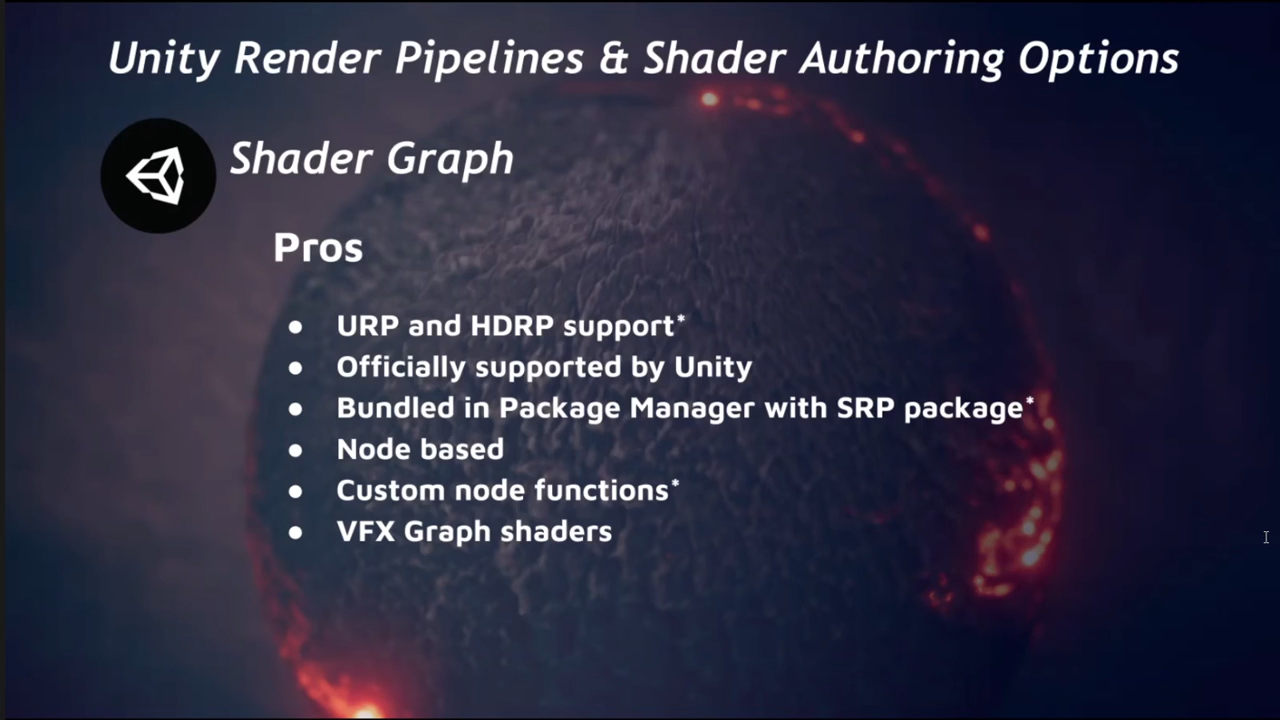 Unity Render Pipelines & Shader Authoring Options
Shader Graph
Pros
● URP and HDRP support*
● Officially supported by Unity
● Bundled in Package Manager with SRP package*
● Node based
● Custom node functions*
● VFX Graph shaders